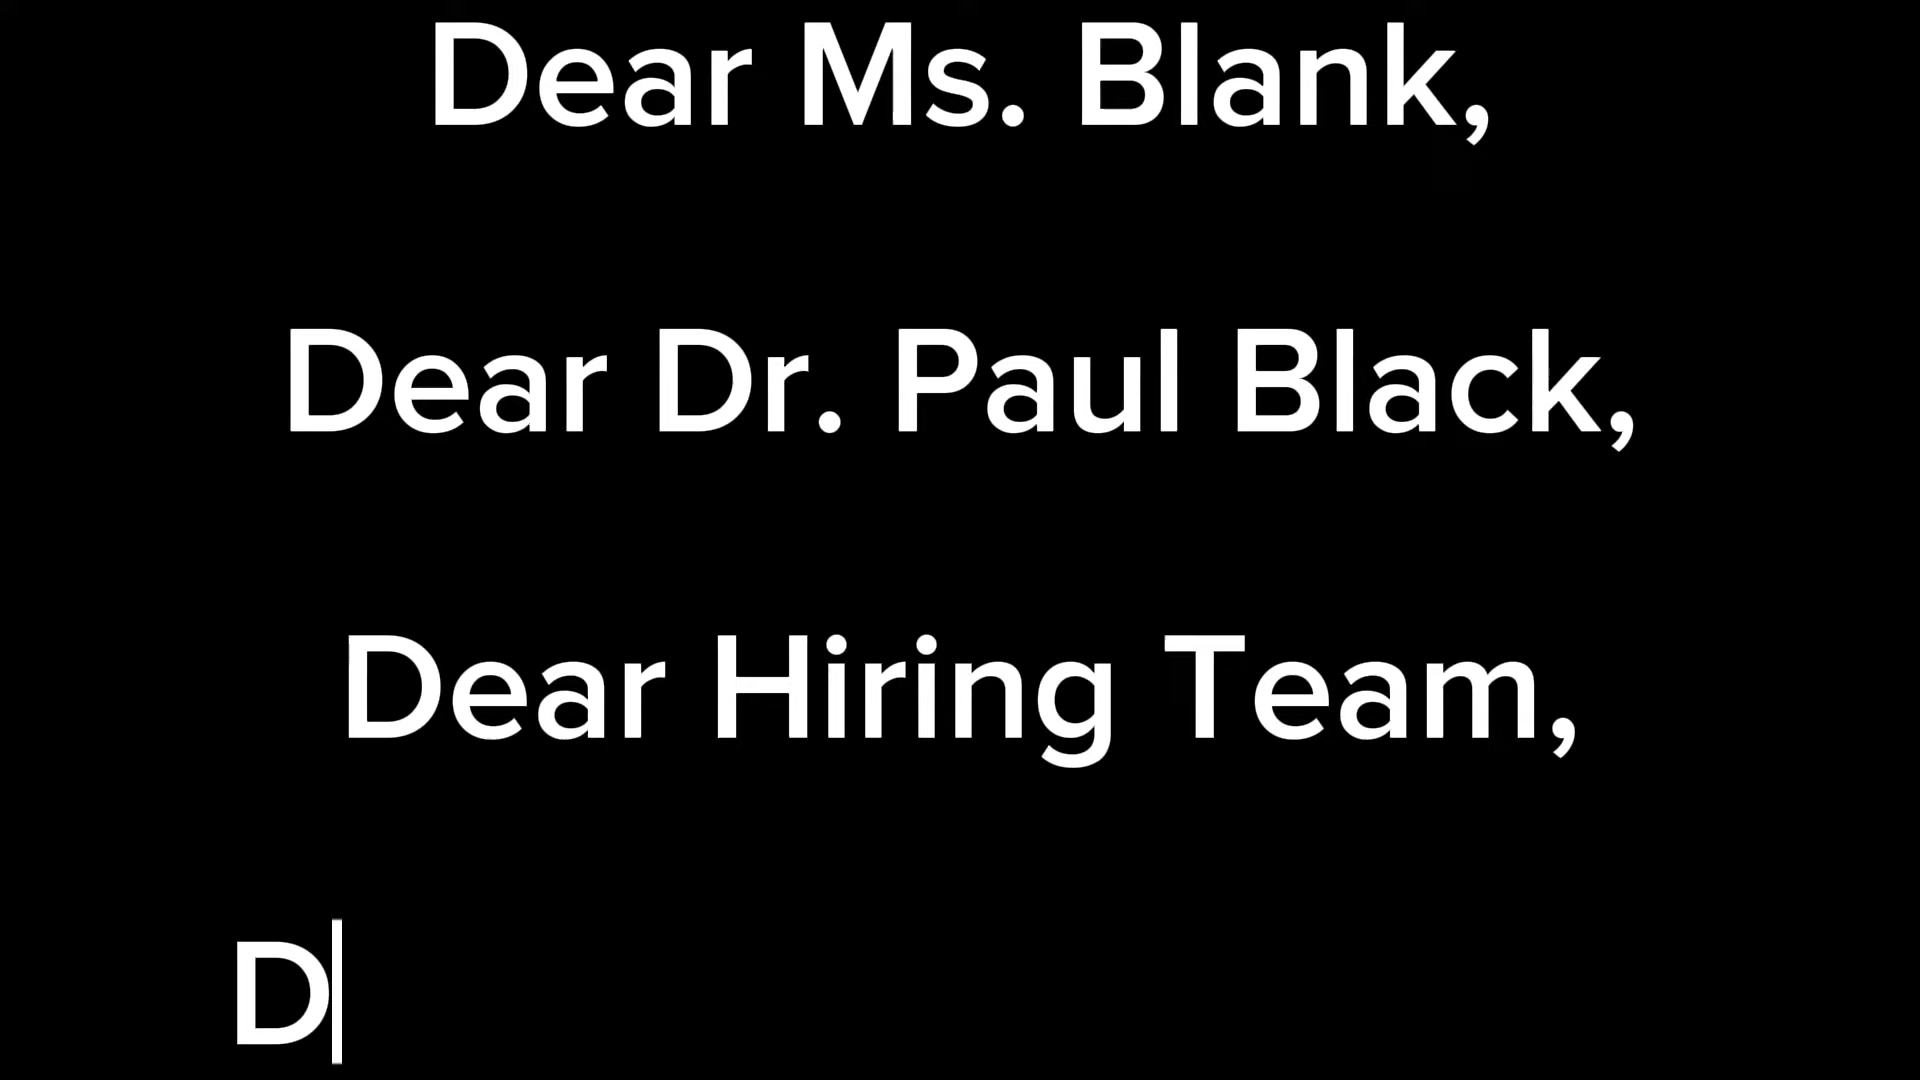 Dear Ms. Blank,
Dear Dr. Paul Black,
Dear Hiring Team,
D